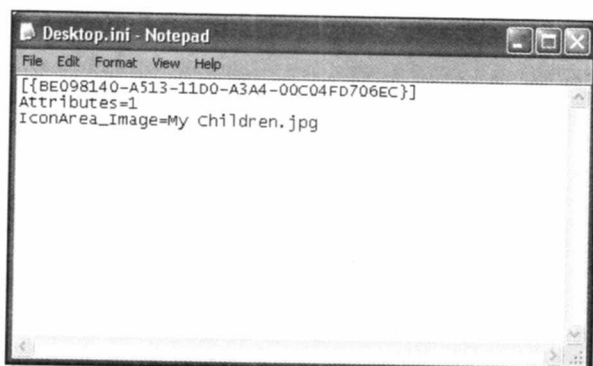 Desktop.ini - Notepad
File Edit Format View Help
[{BE098140-A513-11D0-A3A4-00C04FD706EC}]
Attributes=1
IconArea_Image=My Children.jpg